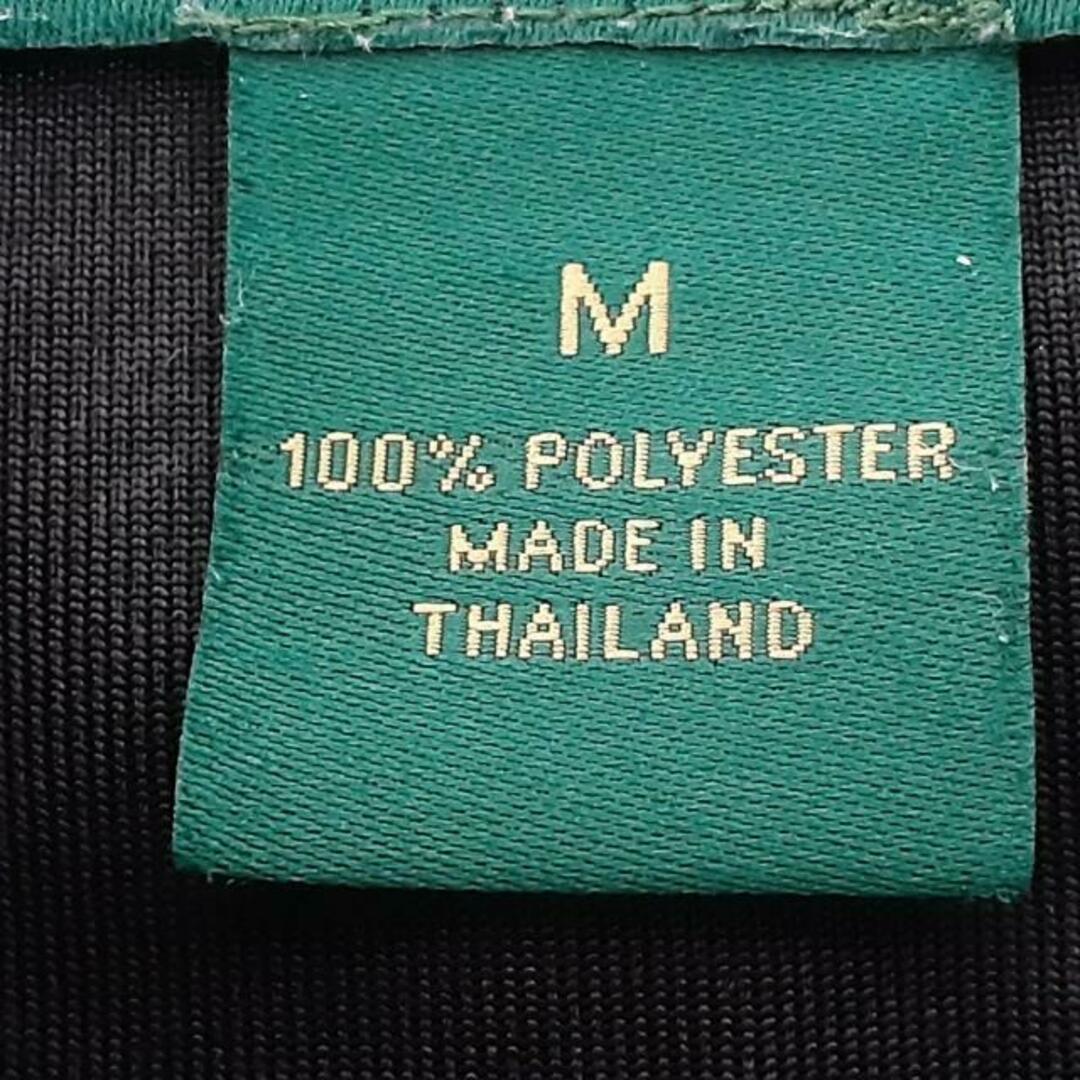 M
100% POLYESTER
MADE IN
THAILAND